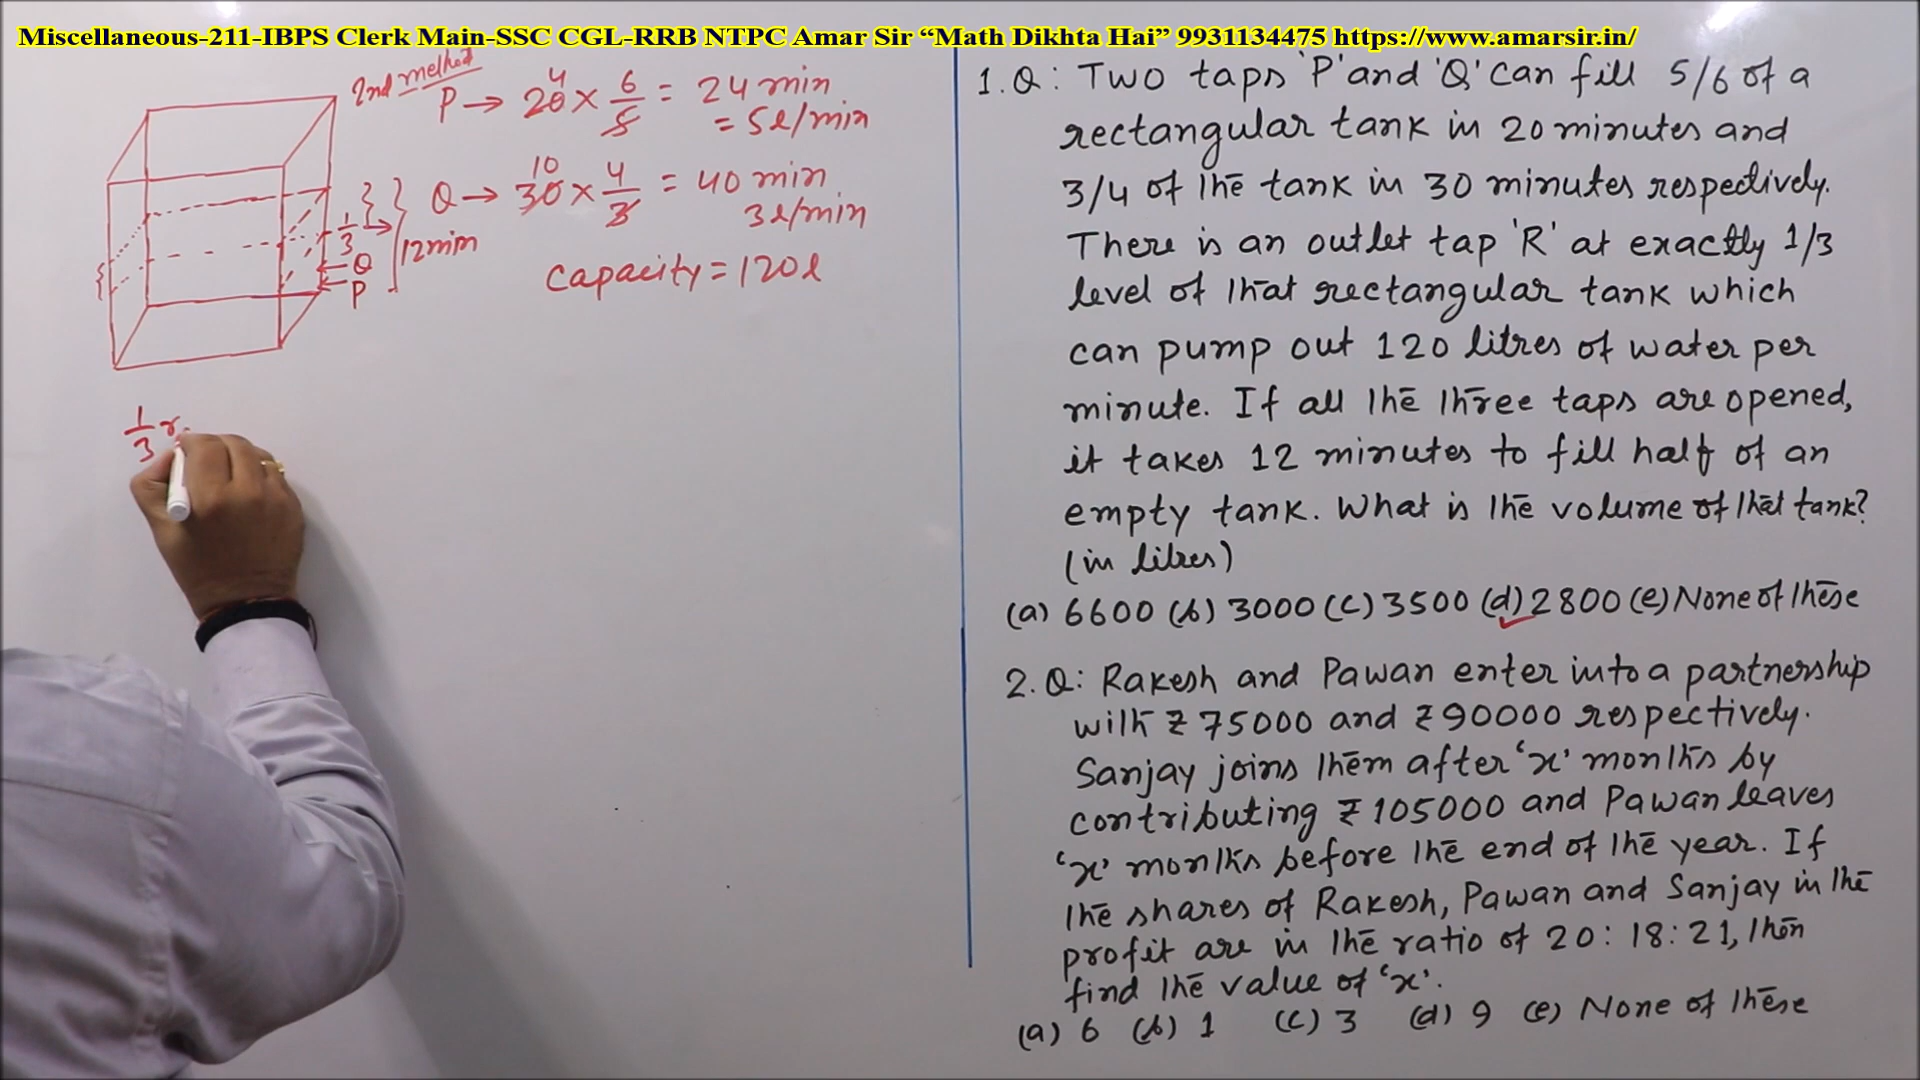 Miscellaneous-211-IBPS Clerk Main-SSC CGL-RRB NTPC Amar Sir “Math Dikhta Hai” 9931134475 https://www.amarsir.in/
2nd method
P → 20 4 × 6/5 = 24 min
= 5l/min
Q → 30 10 × 4/3 = 40 min
3l/min
capacity = 120l
1/3
Q
P
12 min
1/3 r
1. Q: Two taps 'P' and 'Q' can fill 5/6 of a
rectangular tank in 20 minutes and
3/4 of the tank in 30 minutes respectively.
There is an outlet tap 'R' at exactly 1/3
level of that rectangular tank which
can pump out 120 litres of water per
minute. If all the three taps are opened,
it takes 12 minutes to fill half of an
empty tank. What is the volume of that tank?
(in litres)
(a) 6600 (b) 3000 (c) 3500 (d) 2800 (e) None of these
2. Q: Rakesh and Pawan enter into a partnership
with ₹ 75000 and ₹ 90000 respectively.
Sanjay joins them after 'x' months by
contributing ₹ 105000 and Pawan leaves
'x' months before the end of the year. If
the shares of Rakesh, Pawan and Sanjay in the
profit are in the ratio of 20 : 18 : 21, then
find the value of 'x'.
(a) 6 (b) 1 (c) 3 (d) 9 (e) None of these